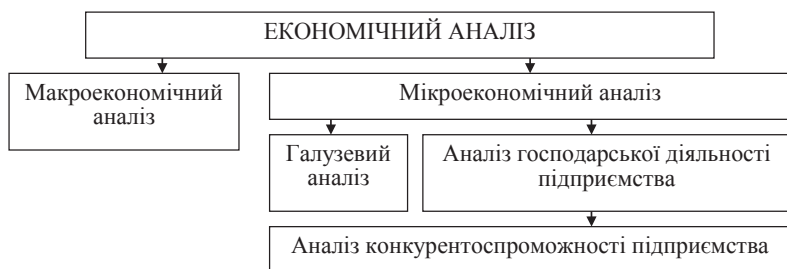 ЕКОНОМІЧНИЙ АНАЛІЗ
Макроекономічний
аналіз
Мікроекономічний аналіз
Галузевий
аналіз
Аналіз господарської діяльності
підприємства
Аналіз конкурентоспроможності підприємства